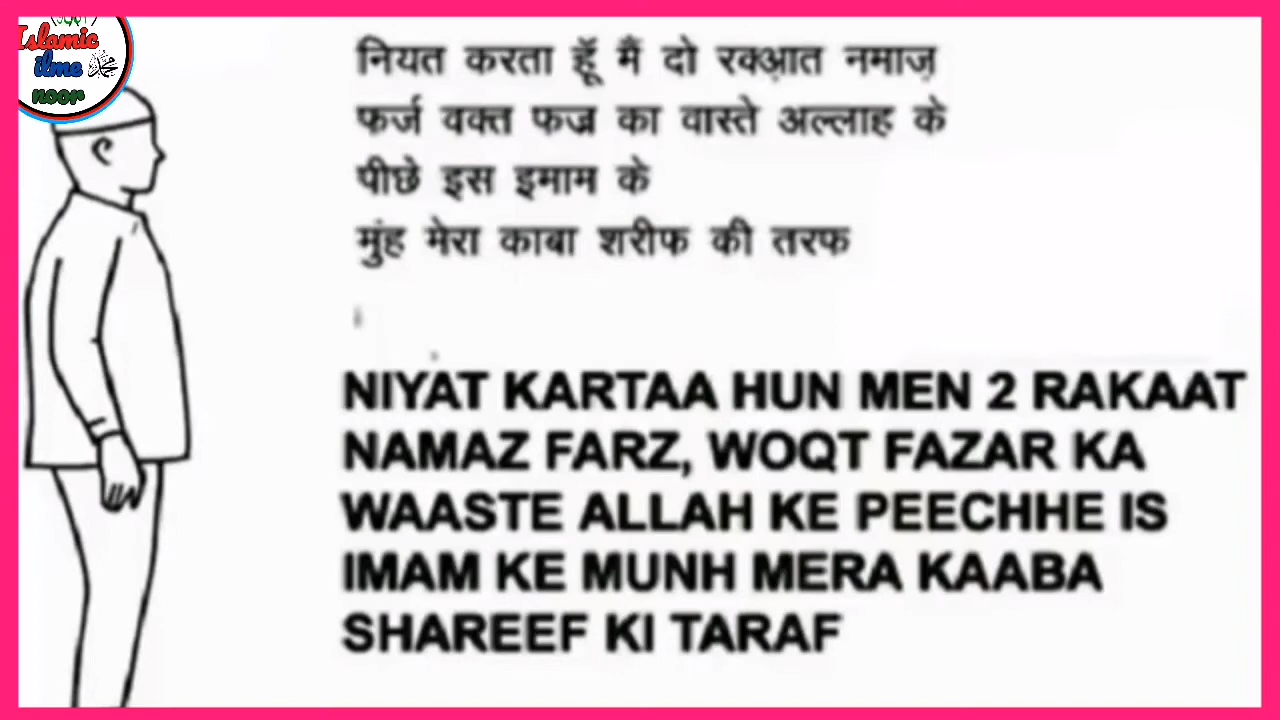 Islamic
ilme
noor
नियत करता हूँ मैं दो रक्आ़त नमाज़
फर्ज वक्त फज्र का वास्ते अल्लाह के
पीछे इस इमाम के
मुंह मेरा काबा शरीफ की तरफ
NIYAT KARTAA HUN MEN 2 RAKAAT
NAMAZ FARZ, WOQT FAZAR KA
WAASTE ALLAH KE PEECHHE IS
IMAM KE MUNH MERA KAABA
SHAREEF KI TARAF